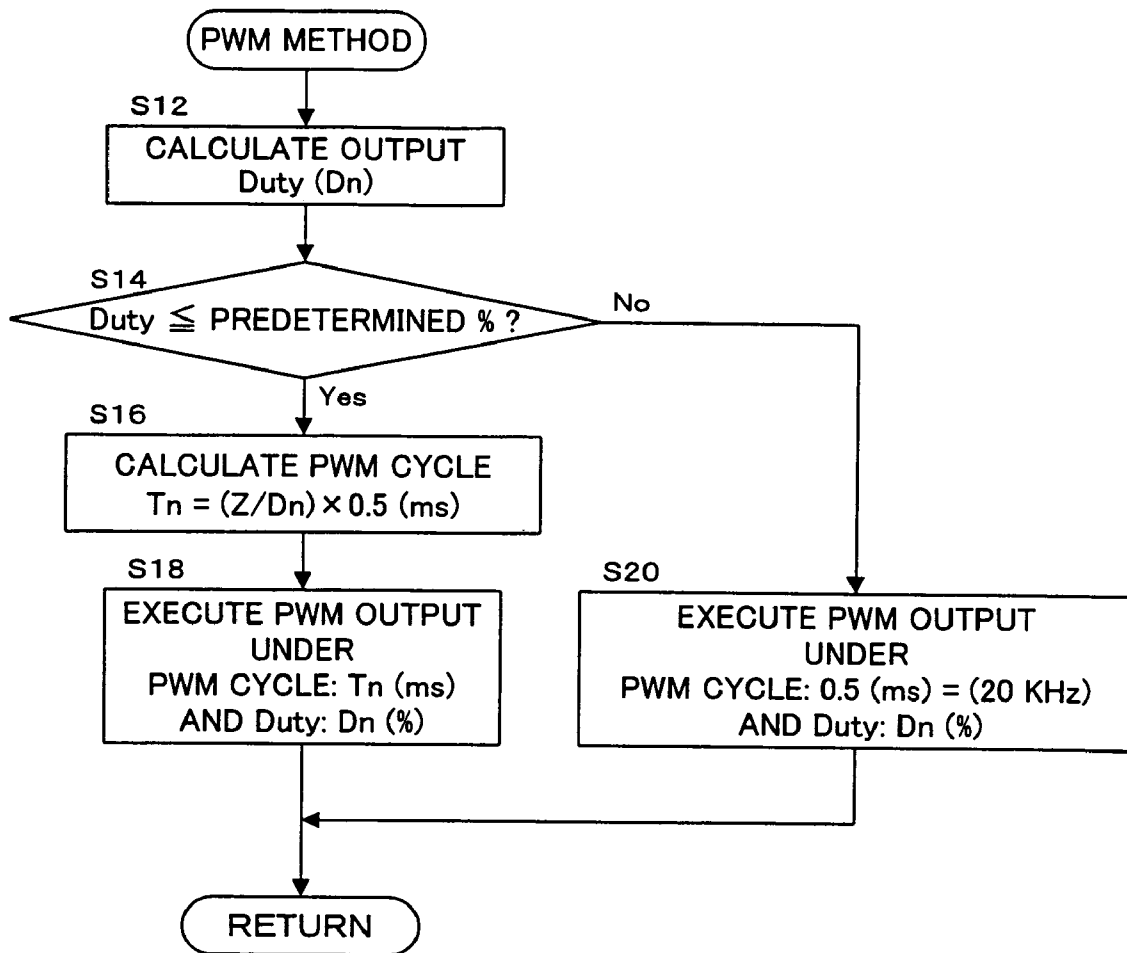 PWM METHOD
S12
CALCULATE OUTPUT
Duty (Dn)
S14
Duty ≦ PREDETERMINED % ?
No
Yes
S16
CALCULATE PWM CYCLE
Tn = (Z/Dn) × 0.5 (ms)
S18
EXECUTE PWM OUTPUT
UNDER
PWM CYCLE: Tn (ms)
AND Duty: Dn (%)
S20
EXECUTE PWM OUTPUT
UNDER
PWM CYCLE: 0.5 (ms) = (20 KHz)
AND Duty: Dn (%)
RETURN